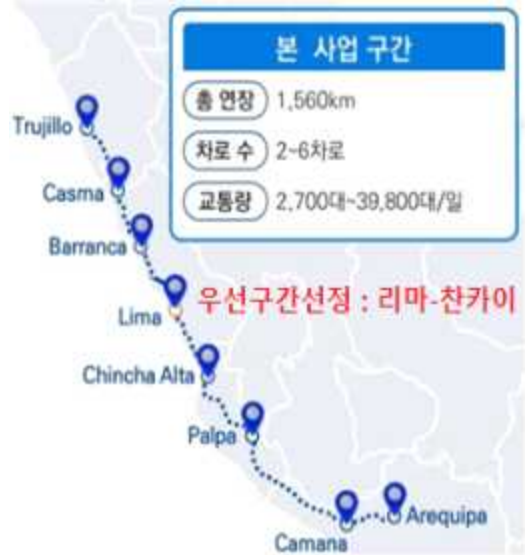 본 사업 구간
총 연장 1,560km
차로 수 2~6차로
교통량 2,700대~39,800대/일
Trujillo
Casma
Barranca
Lima
우선구간선정 : 리마-찬카이
Chincha Alta
Palpa
Arequipa
Camana